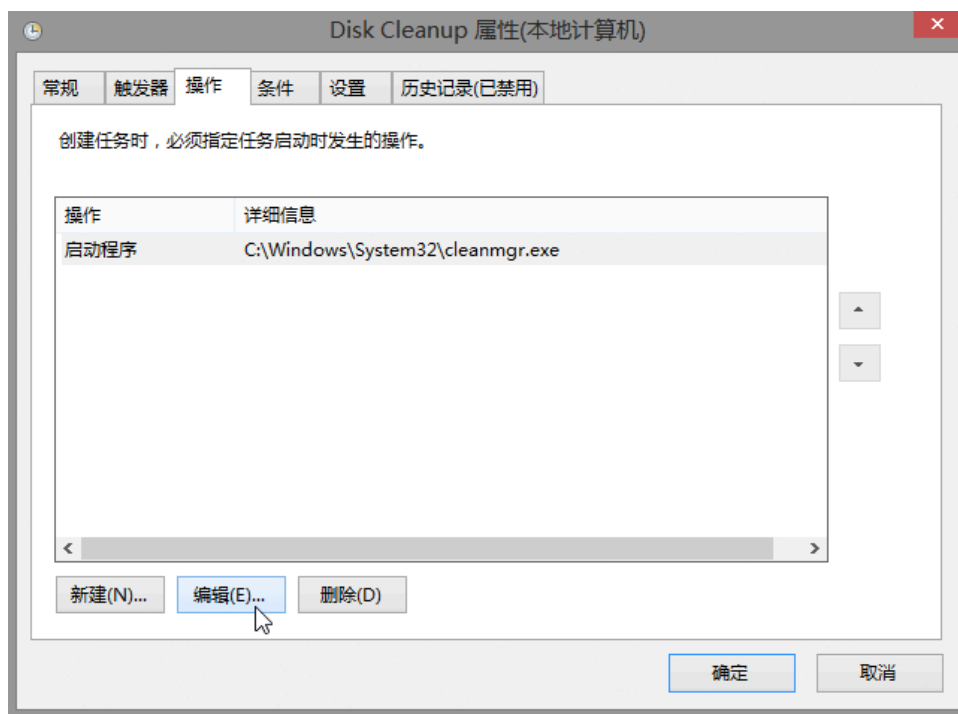 Disk Cleanup 属性(本地计算机)
常规 触发器 操作 条件 设置 历史记录(已禁用)
创建任务时，必须指定任务启动时发生的操作。
操作 详细信息
启动程序 C:\Windows\System32\cleanmgr.exe
新建(N)... 编辑(E)... 删除(D)
确定 取消